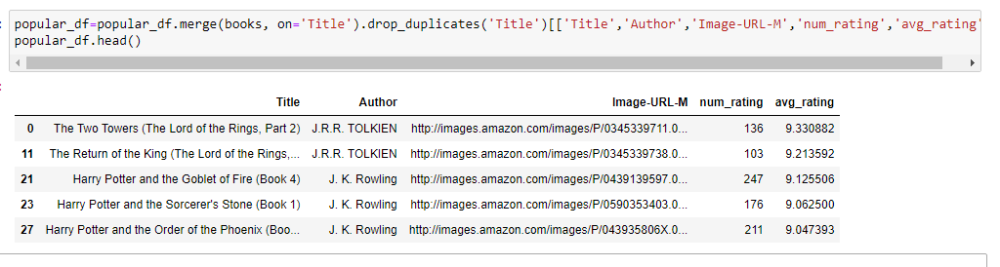 popular_df=popular_df.merge(books, on='Title').drop_duplicates('Title')[['Title','Author','Image-URL-M','num_rating','avg_rating'
popular_df.head()
Title Author Image-URL-M num_rating avg_rating
0 The Two Towers (The Lord of the Rings, Part 2) J.R.R. TOLKIEN http://images.amazon.com/images/P/0345339711.0... 136 9.330882
11 The Return of the King (The Lord of the Rings,... J.R.R. TOLKIEN http://images.amazon.com/images/P/0345339738.0... 103 9.213592
21 Harry Potter and the Goblet of Fire (Book 4) J. K. Rowling http://images.amazon.com/images/P/0439139597.0... 247 9.125506
23 Harry Potter and the Sorcerer's Stone (Book 1) J. K. Rowling http://images.amazon.com/images/P/0590353403.0... 176 9.062500
27 Harry Potter and the Order of the Phoenix (Boo... J. K. Rowling http://images.amazon.com/images/P/043935806X.0... 211 9.047393